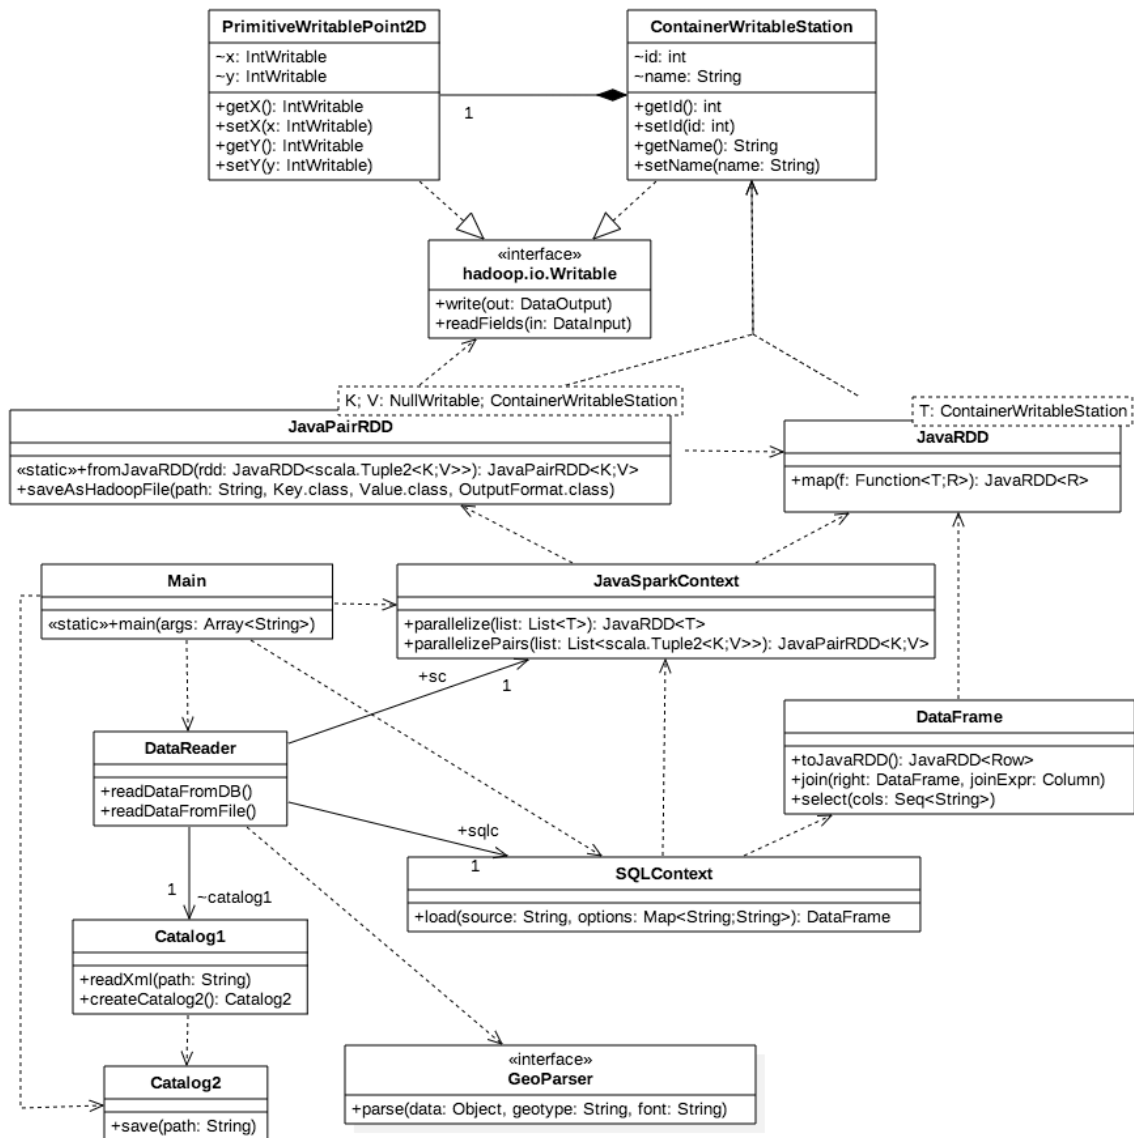 PrimitiveWritablePoint2D
~x: IntWritable
~y: IntWritable
+getX(): IntWritable
+setX(x: IntWritable)
+getY(): IntWritable
+setY(y: IntWritable)
1
ContainerWritableStation
~id: int
~name: String
+getId(): int
+setId(id: int)
+getName(): String
+setName(name: String)
«interface»
hadoop.io.Writable
+write(out: DataOutput)
+readFields(in: DataInput)
K; V: NullWritable; ContainerWritableStation
JavaPairRDD
«static»+fromJavaRDD(rdd: JavaRDD<scala.Tuple2<K;V>>): JavaPairRDD<K;V>
+saveAsHadoopFile(path: String, Key.class, Value.class, OutputFormat.class)
T: ContainerWritableStation
JavaRDD
+map(f: Function<T;R>): JavaRDD<R>
Main
«static»+main(args: Array<String>)
JavaSparkContext
+parallelize(list: List<T>): JavaRDD<T>
+parallelizePairs(list: List<scala.Tuple2<K;V>>): JavaPairRDD<K;V>
+sc
1
DataReader
+readDataFromDB()
+readDataFromFile()
DataFrame
+toJavaRDD(): JavaRDD<Row>
+join(right: DataFrame, joinExpr: Column)
+select(cols: Seq<String>)
+sqlc
1
SQLContext
+load(source: String, options: Map<String;String>): DataFrame
1
~catalog1
Catalog1
+readXml(path: String)
+createCatalog2(): Catalog2
Catalog2
+save(path: String)
«interface»
GeoParser
+parse(data: Object, geotype: String, font: String)